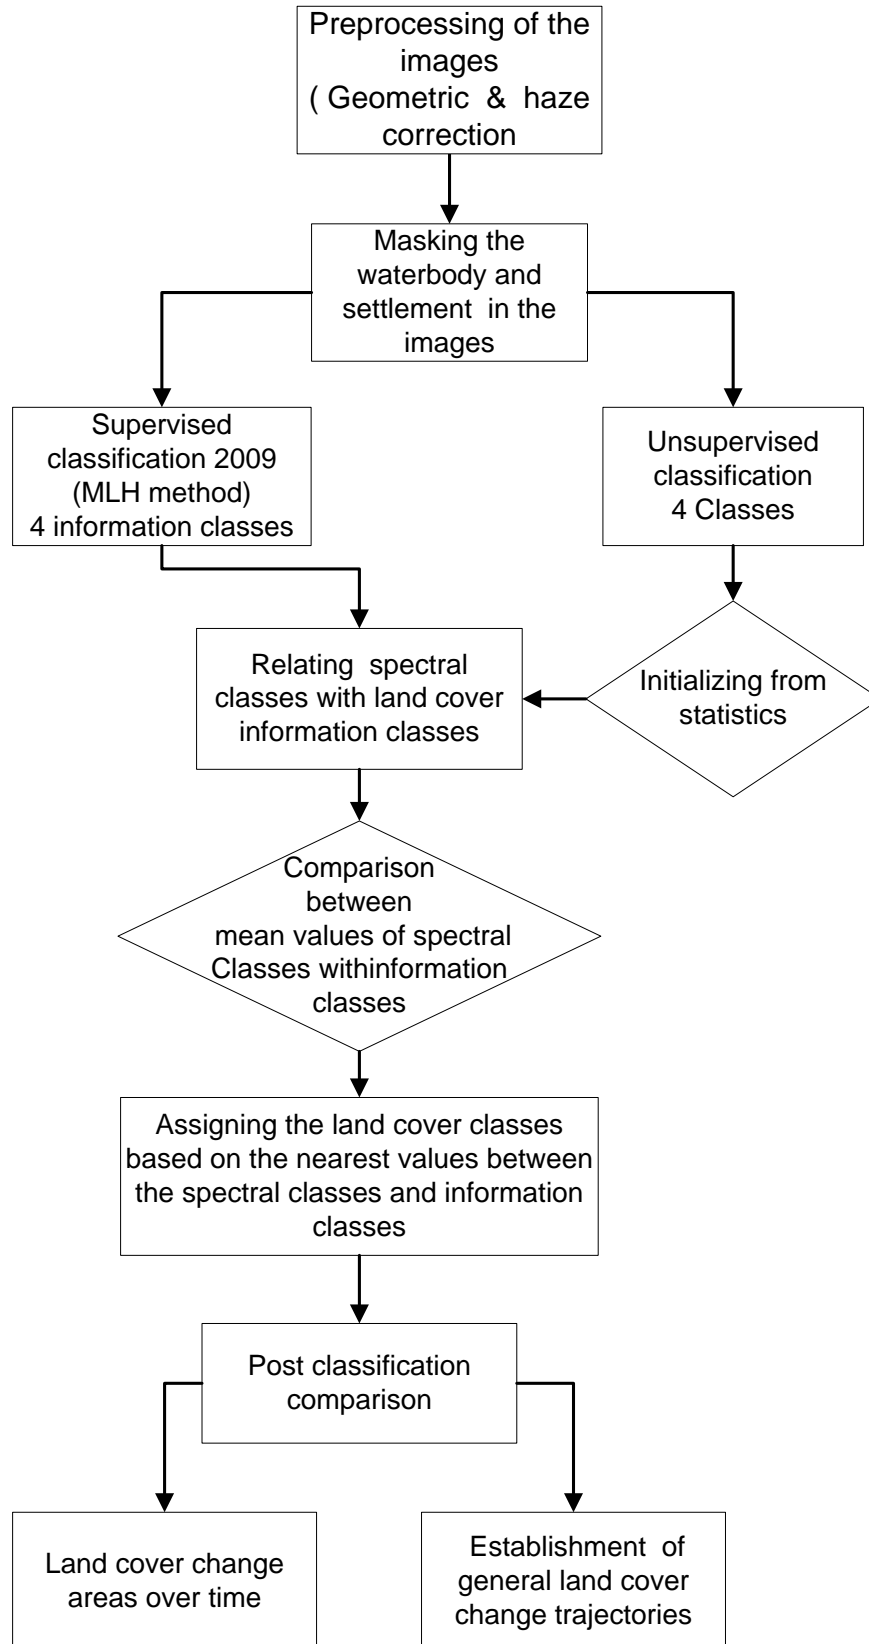 Preprocessing of the
images
( Geometric & haze
correction
Masking the
waterbody and
settlement in the
images
Supervised
classification 2009
(MLH method)
4 information classes
Unsupervised
classification
4 Classes
Relating spectral
classes with land cover
information classes
Initializing from
statistics
Comparison
between
mean values of spectral
Classes withinformation
classes
Assigning the land cover classes
based on the nearest values between
the spectral classes and information
classes
Post classification
comparison
Land cover change
areas over time
Establishment of
general land cover
change trajectories